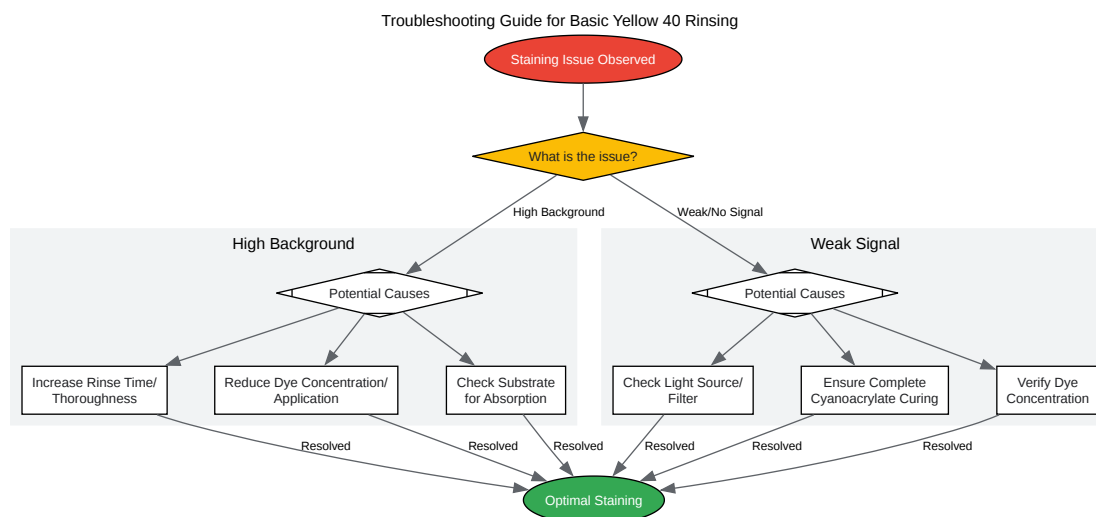 Troubleshooting Guide for Basic Yellow 40 Rinsing
Staining Issue Observed
What is the issue?
High Background
Weak/No Signal
High Background
Weak Signal
Potential Causes
Potential Causes
Increase Rinse Time/
Thoroughness
Reduce Dye Concentration/
Application
Check Substrate
for Absorption
Check Light Source/
Filter
Ensure Complete
Cyanoacrylate Curing
Verify Dye
Concentration
Resolved
Resolved
Resolved
Resolved
Resolved
Resolved
Optimal Staining